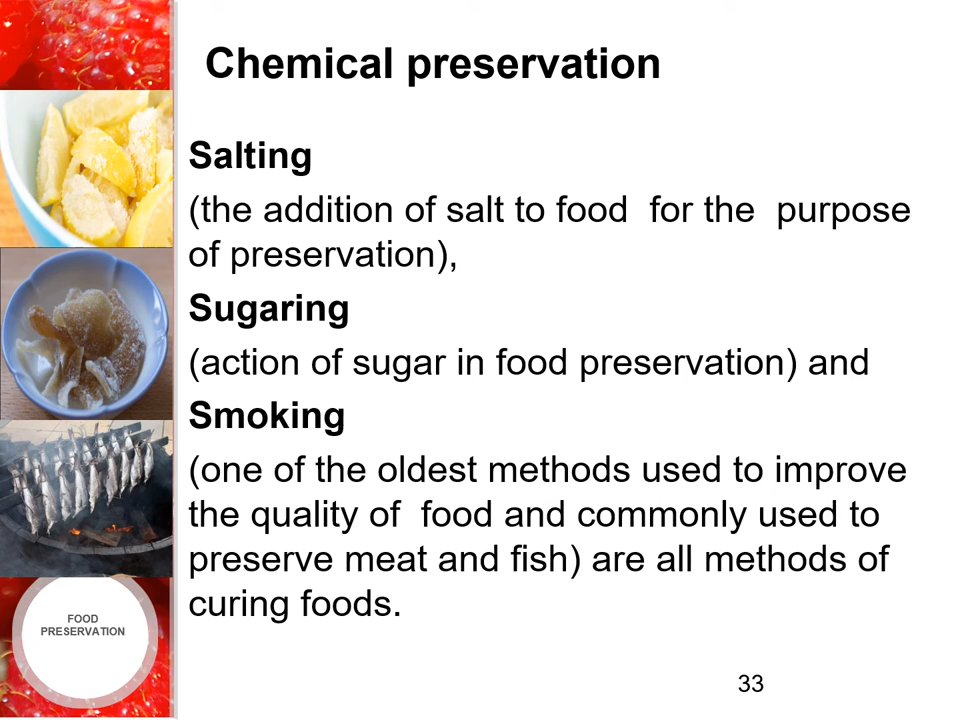 Chemical preservation
Salting
(the addition of salt to food  for the  purpose
of preservation),
Sugaring
(action of sugar in food preservation) and
Smoking
(one of the oldest methods used to improve
the quality of  food and commonly used to
preserve meat and fish) are all methods of
curing foods.
FOOD
PRESERVATION
33